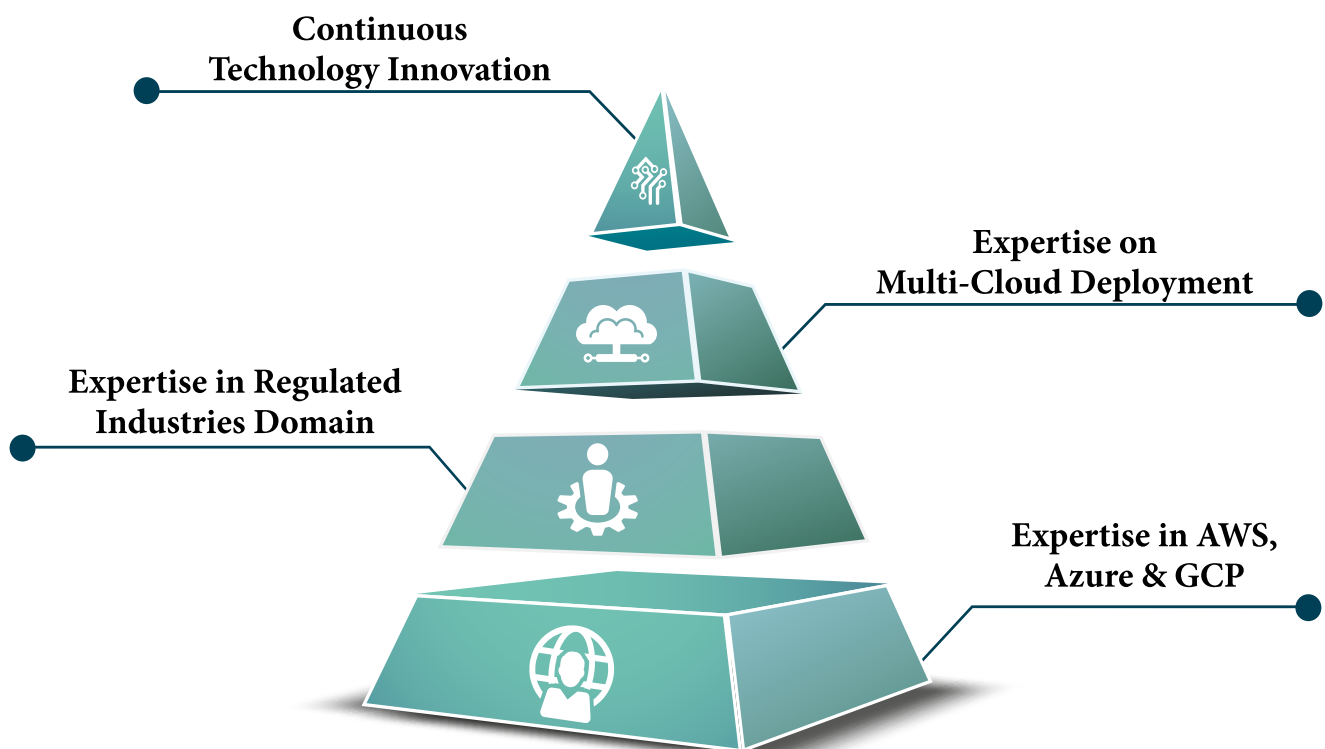 Continuous
Technology Innovation
Expertise on
Multi-Cloud Deployment
Expertise in Regulated
Industries Domain
Expertise in AWS,
Azure & GCP